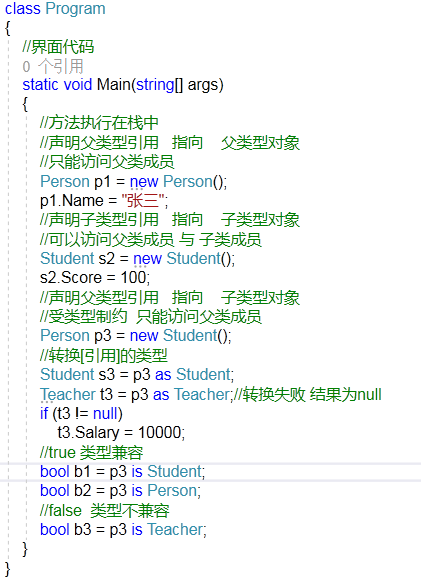 class Program
{
//界面代码
0 个引用
static void Main(string[] args)
{
//方法执行在栈中
//声明父类型引用 指向 父类型对象
//只能访问父类成员
Person p1 = new Person();
p1.Name = "张三";
//声明子类型引用 指向 子类型对象
//可以访问父类成员 与 子类成员
Student s2 = new Student();
s2.Score = 100;
//声明父类型引用 指向 子类型对象
//受类型制约 只能访问父类成员
Person p3 = new Student();
//转换[引用]的类型
Student s3 = p3 as Student;
Teacher t3 = p3 as Teacher;//转换失败 结果为null
if (t3 != null)
t3.Salary = 10000;
//true 类型兼容
bool b1 = p3 is Student;
bool b2 = p3 is Person;
//false 类型不兼容
bool b3 = p3 is Teacher;
}
}